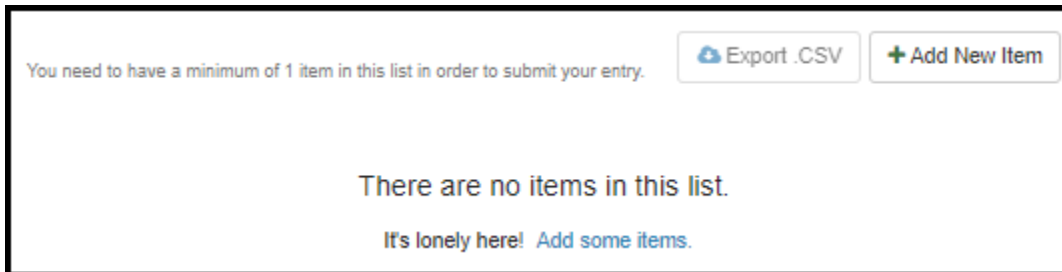 You need to have a minimum of 1 item in this list in order to submit your entry.
Export .CSV
Add New Item
There are no items in this list.
It's lonely here! Add some items.